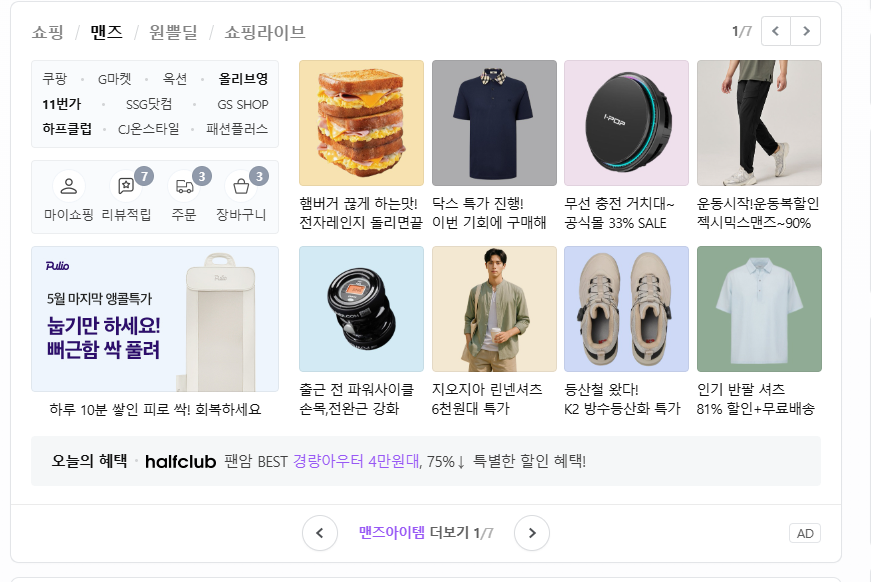 쇼핑 / 맨즈 / 원쁠딜 / 쇼핑라이브
1/7
쿠팡 · G마켓 · 옥션 · 올리브영
11번가 · SSG닷컴 · GS SHOP
하프클럽 · CJ온스타일 · 패션플러스
7 3 3
마이쇼핑 리뷰적립 주문 장바구니
Pulio
5월 마지막 앵콜특가
눕기만 하세요!
뻐근함 싹 풀려
하루 10분 쌓인 피로 싹! 회복하세요
햄버거 끊게 하는맛!
전자레인지 돌리면끝
닥스 특가 진행!
이번 기회에 구매해
I-POP
무선 충전 거치대~
공식몰 33% SALE
운동시작!운동복할인
젝시믹스맨즈~90%
출근 전 파워사이클
손목,전완근 강화
지오지아 린넨셔츠
6천원대 특가
등산철 왔다!
K2 방수등산화 특가
인기 반팔 셔츠
81% 할인+무료배송
오늘의 혜택 · halfclub 팬암 BEST 경량아우터 4만원대, 75%↓ 특별한 할인 혜택!
맨즈아이템 더보기 1/7
AD